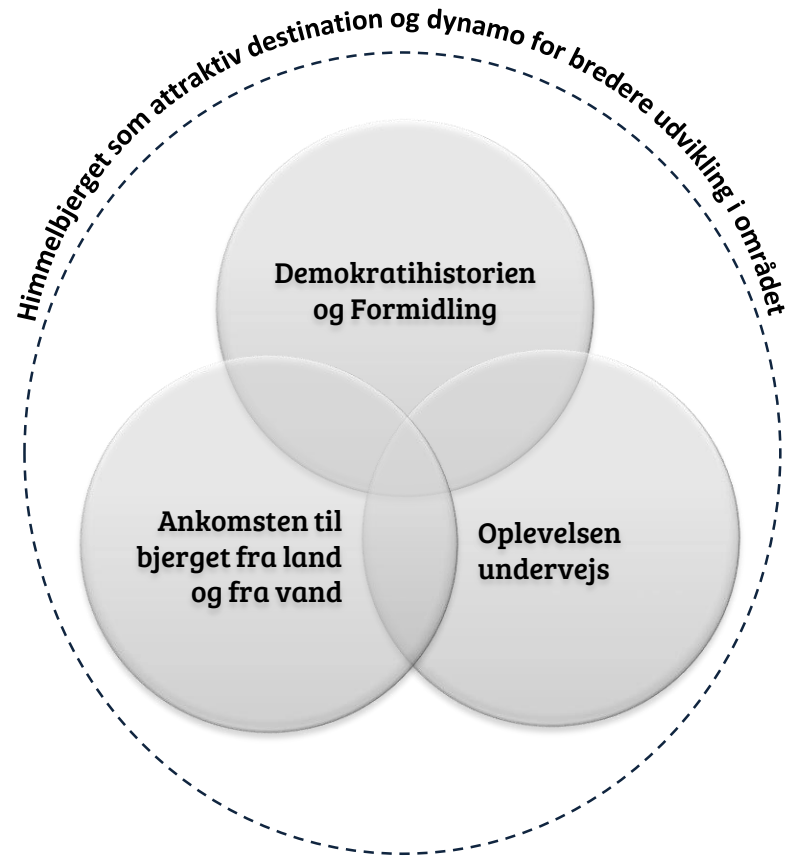 Himmelbjerget som attraktiv destination og dynamo for bredere udvikling i området
Demokratihistorien
og Formidling
Ankomsten til
bjerget fra land
og fra vand
Oplevelsen
undervejs